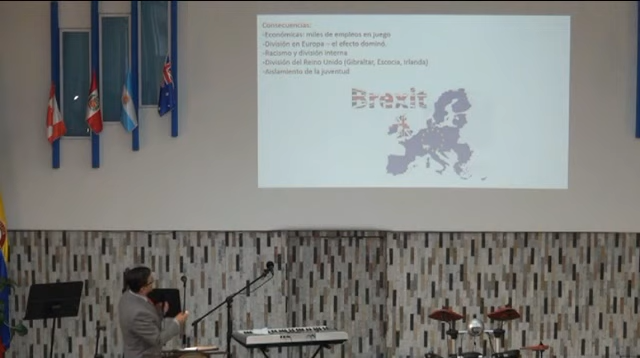 Consecuencias:
-Económicas: miles de empleos en juego
-División en Europa – el efecto dominó.
-Racismo y división interna
-División del Reino Unido (Gibraltar, Escocia, Irlanda)
-Aislamiento de la juventud
Brexit